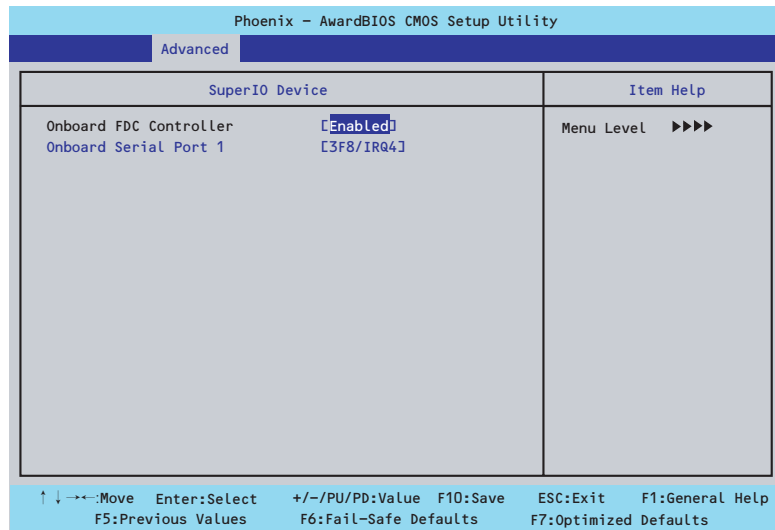 Phoenix – AwardBIOS CMOS Setup Utility
Advanced
SuperIO Device
Item Help
Onboard FDC Controller [Enabled]
Menu Level ▶▶▶▶
Onboard Serial Port 1 [3F8/IRQ4]
↑↓→←:Move Enter:Select +/-/PU/PD:Value F10:Save ESC:Exit F1:General Help
F5:Previous Values F6:Fail-Safe Defaults F7:Optimized Defaults